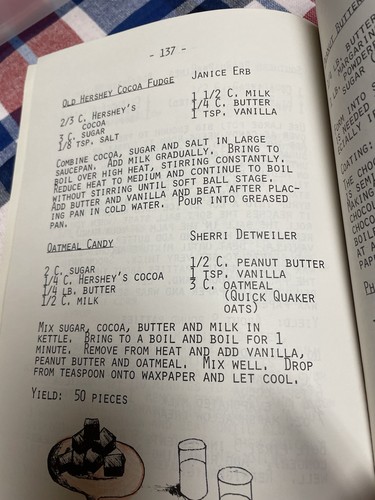 - 137 -
OLD HERSHEY COCOA FUDGE JANICE ERB
2/3 C. HERSHEY'S 1 1/2 C. MILK
COCOA 1/4 C. BUTTER
3 C. SUGAR 1 TSP. VANILLA
1/8 TSP. SALT
COMBINE COCOA, SUGAR AND SALT IN LARGE
SAUCEPAN. ADD MILK GRADUALLY. BRING TO
BOIL OVER HIGH HEAT, STIRRING CONSTANTLY.
REDUCE HEAT TO MEDIUM AND CONTINUE TO BOIL
WITHOUT STIRRING UNTIL SOFT BALL STAGE.
ADD BUTTER AND VANILLA AND BEAT AFTER PLAC-
ING PAN IN COLD WATER. POUR INTO GREASED
PAN.
OATMEAL CANDY SHERRI DETWEILER
2 C. SUGAR 1/2 C. PEANUT BUTTER
1/4 C. HERSHEY'S COCOA 1 TSP. VANILLA
1/4 LB. BUTTER 3 C. OATMEAL
1/2 C. MILK (QUICK QUAKER
OATS)
MIX SUGAR, COCOA, BUTTER AND MILK IN
KETTLE. BRING TO A BOIL AND BOIL FOR 1
MINUTE. REMOVE FROM HEAT AND ADD VANILLA,
PEANUT BUTTER AND OATMEAL. MIX WELL. DROP
FROM TEASPOON ONTO WAXPAPER AND LET COOL.
YIELD: 50 PIECES